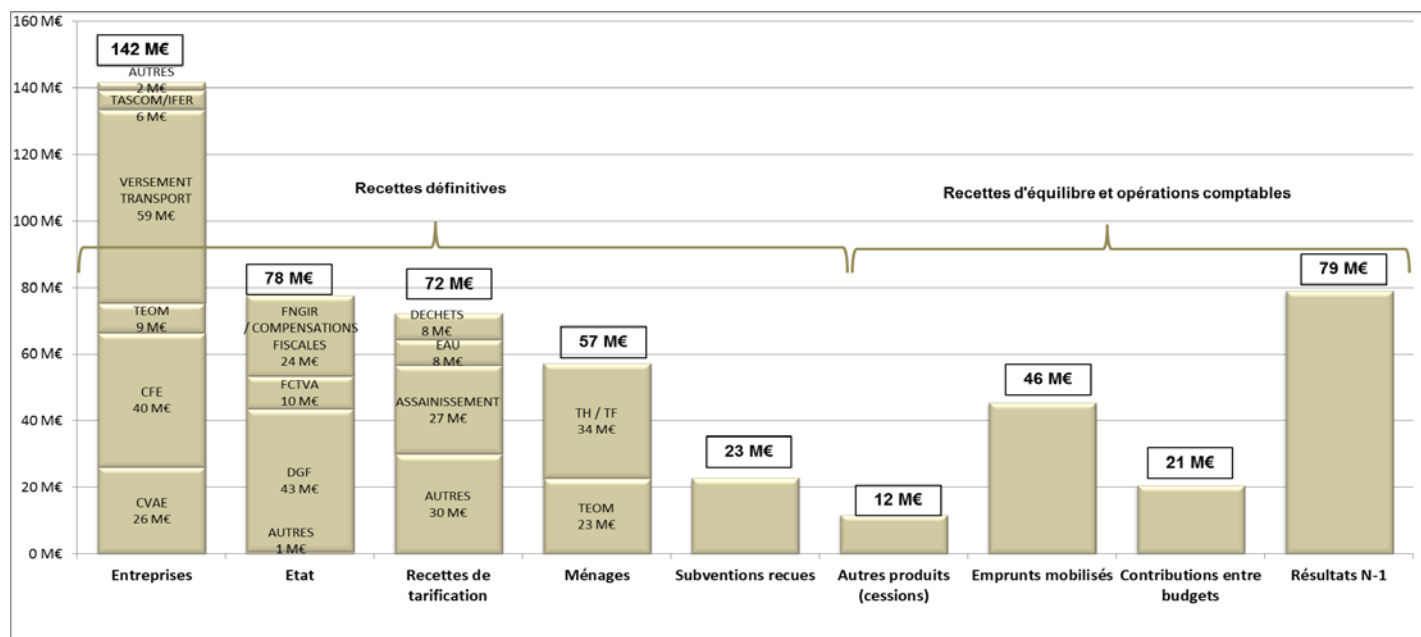 160 M€
140 M€
120 M€
100 M€
80 M€
60 M€
40 M€
20 M€
0 M€
142 M€
AUTRES
2 M€
TASCOM/IFER
6 M€
VERSEMENT
TRANSPORT
59 M€
TEOM
9 M€
CFE
40 M€
CVAE
26 M€
Recettes définitives
Recettes d'équilibre et opérations comptables
78 M€
FNGIR
/ COMPENSATIONS
FISCALES
24 M€
FCTVA
10 M€
DGF
43 M€
AUTRES
1 M€
72 M€
DECHETS
8 M€
EAU
8 M€
ASSAINISSEMENT
27 M€
AUTRES
30 M€
57 M€
TH / TF
34 M€
TEOM
23 M€
23 M€
12 M€
46 M€
21 M€
79 M€
Entreprises
Etat
Recettes de
tarification
Ménages
Subventions recues
Autres produits
(cessions)
Emprunts mobilisés
Contributions entre
budgets
Résultats N-1